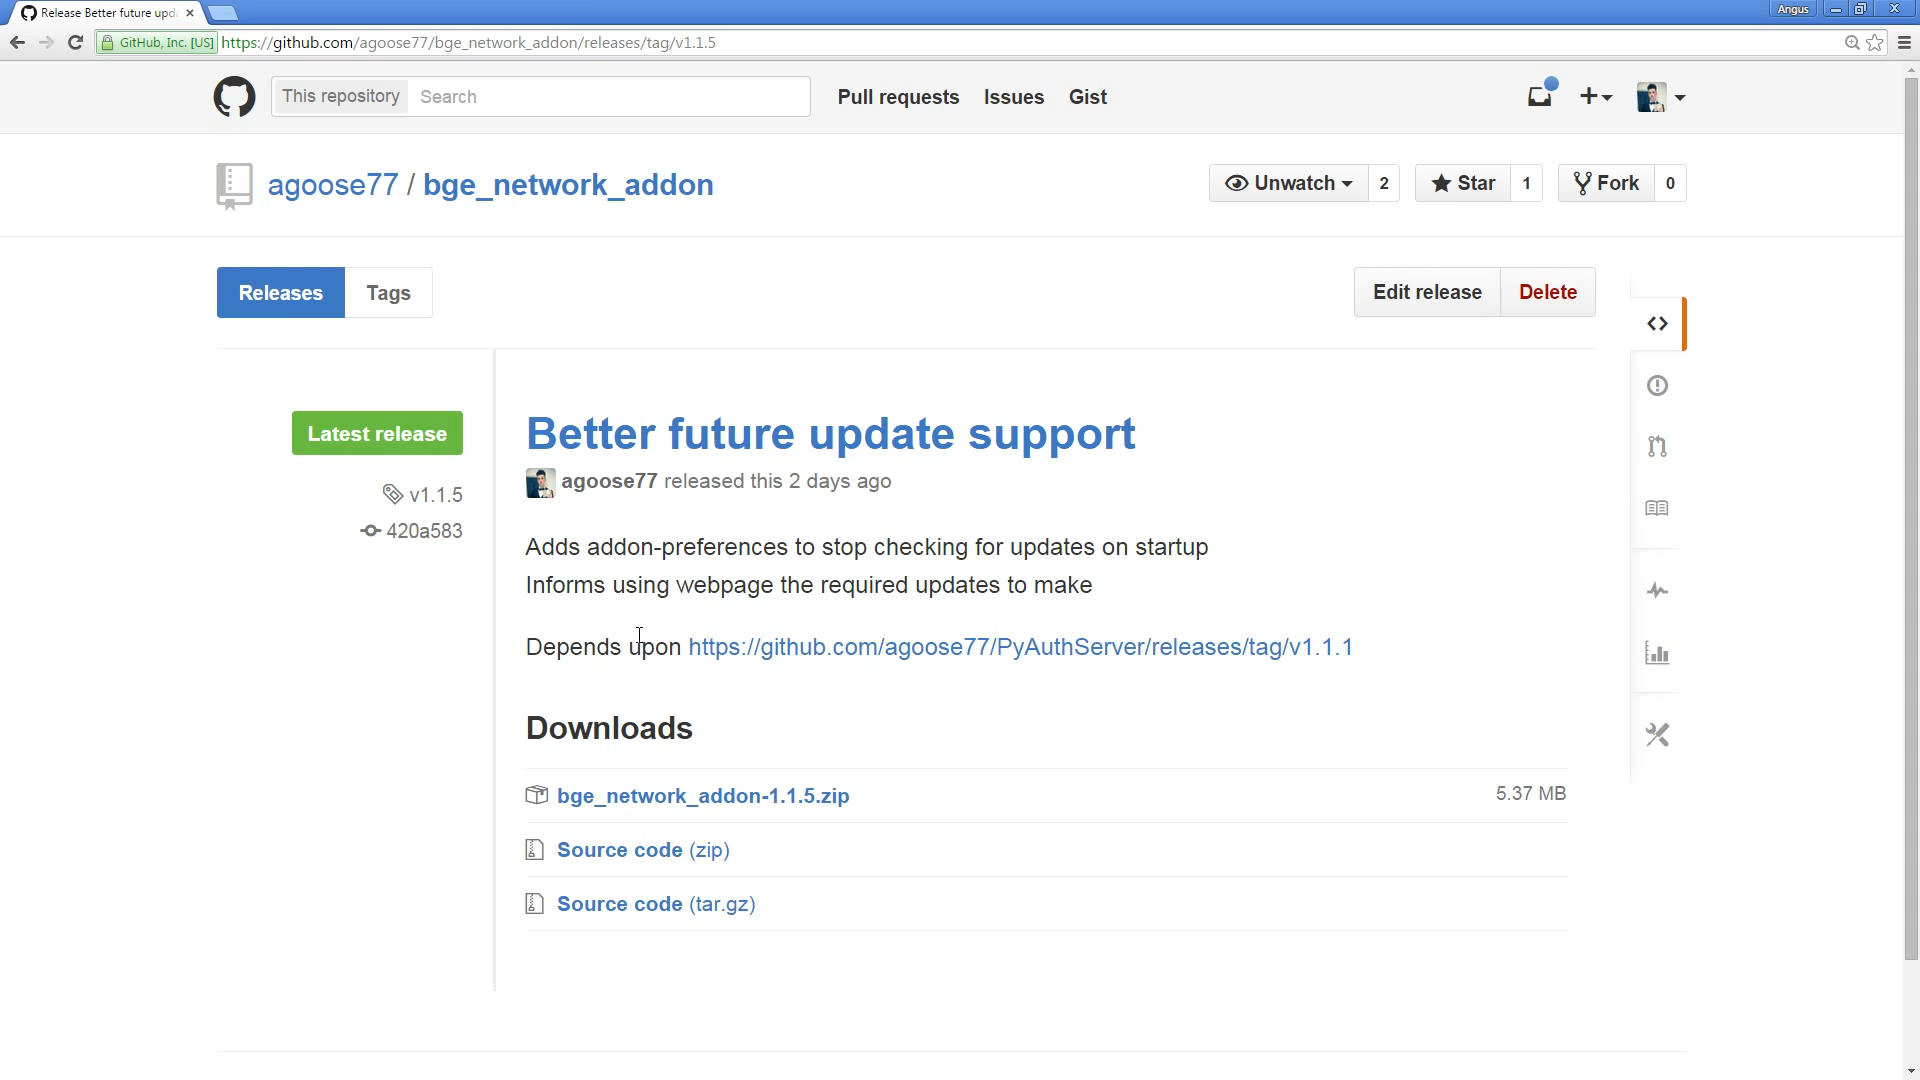 Release Better future upd
Angus
GitHub, Inc. [US] https://github.com/agoose77/bge_network_addon/releases/tag/v1.1.5
This repository Search Pull requests Issues Gist
agoose77 / bge_network_addon Unwatch 2 Star 1 Fork 0
Releases Tags Edit release Delete
Latest release Better future update support
v1.1.5 agoose77 released this 2 days ago
420a583
Adds addon-preferences to stop checking for updates on startup
Informs using webpage the required updates to make
Depends upon https://github.com/agoose77/PyAuthServer/releases/tag/v1.1.1
Downloads
bge_network_addon-1.1.5.zip 5.37 MB
Source code (zip)
Source code (tar.gz)